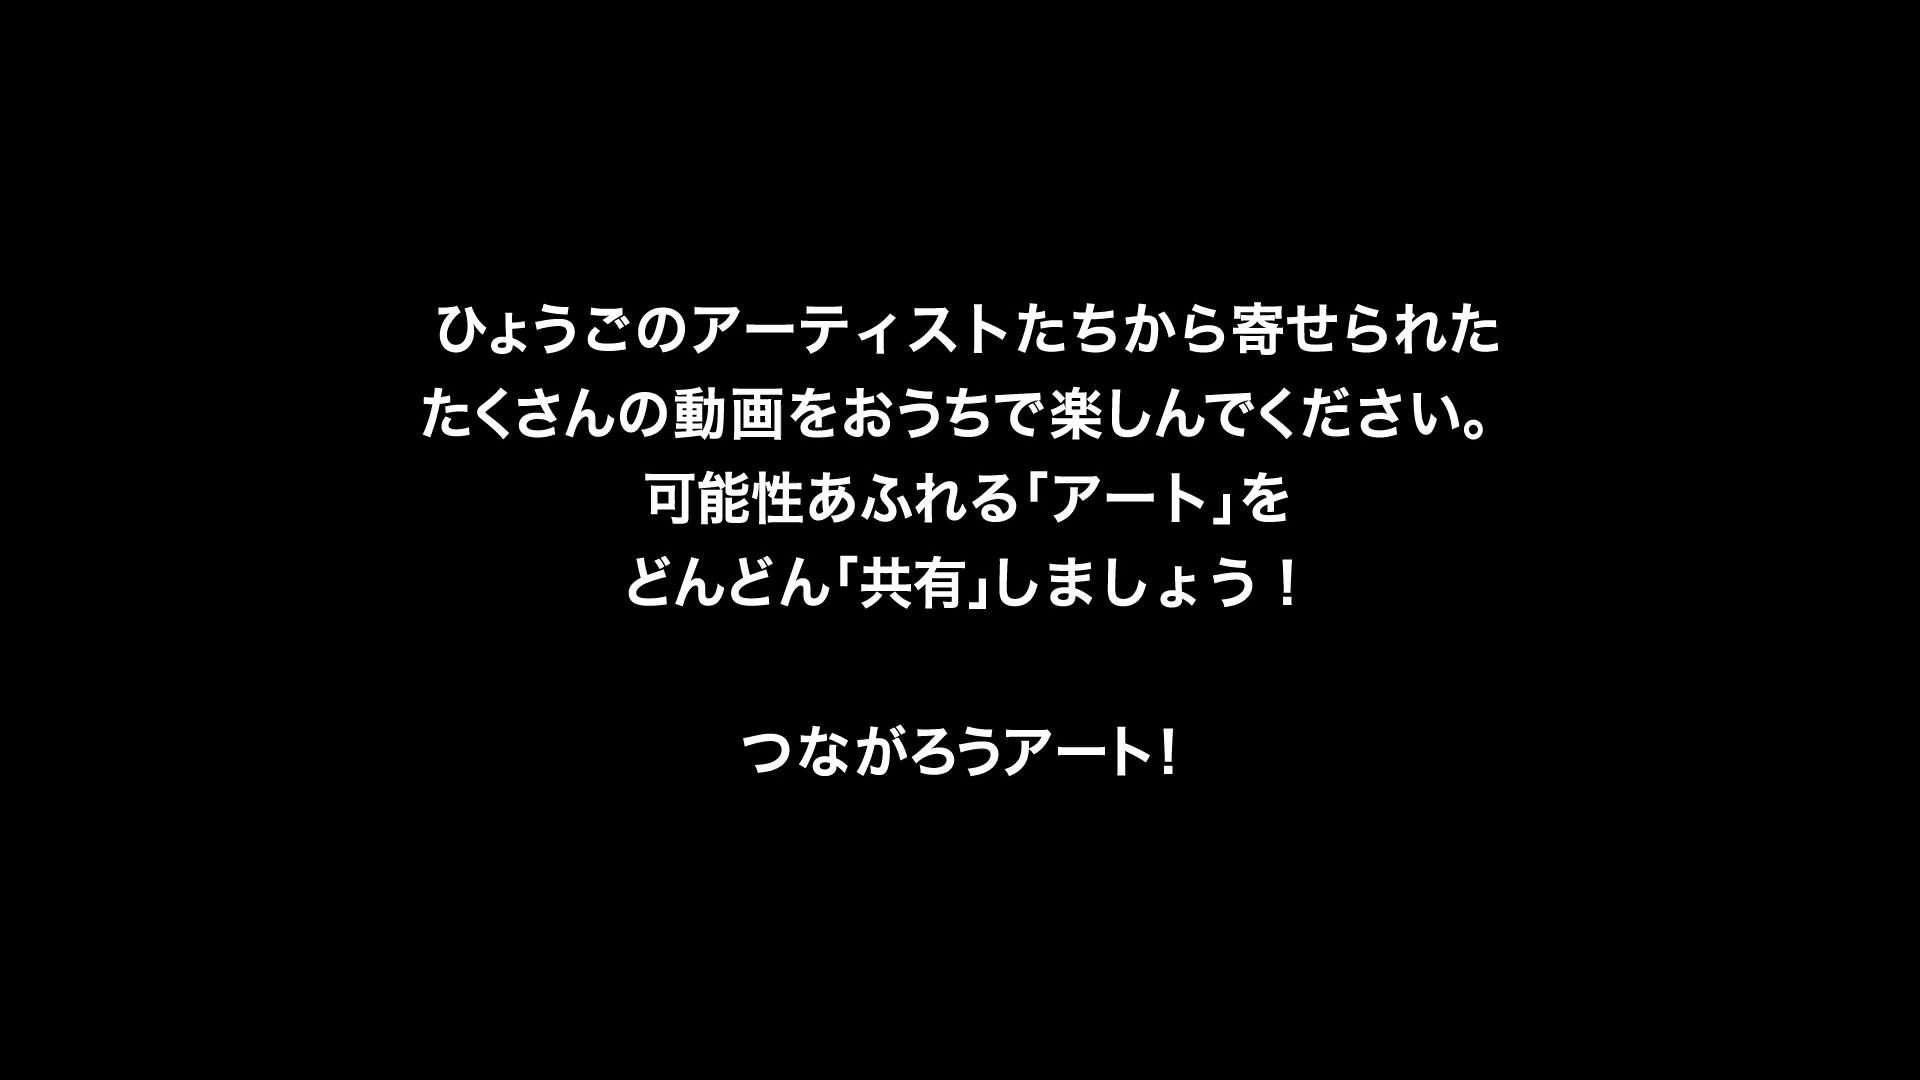 ひょうごのアーティストたちから寄せられた
たくさんの動画をおうちで楽しんでください。
可能性あふれる「アート」を
どんどん「共有」しましょう！
つながろうアート！